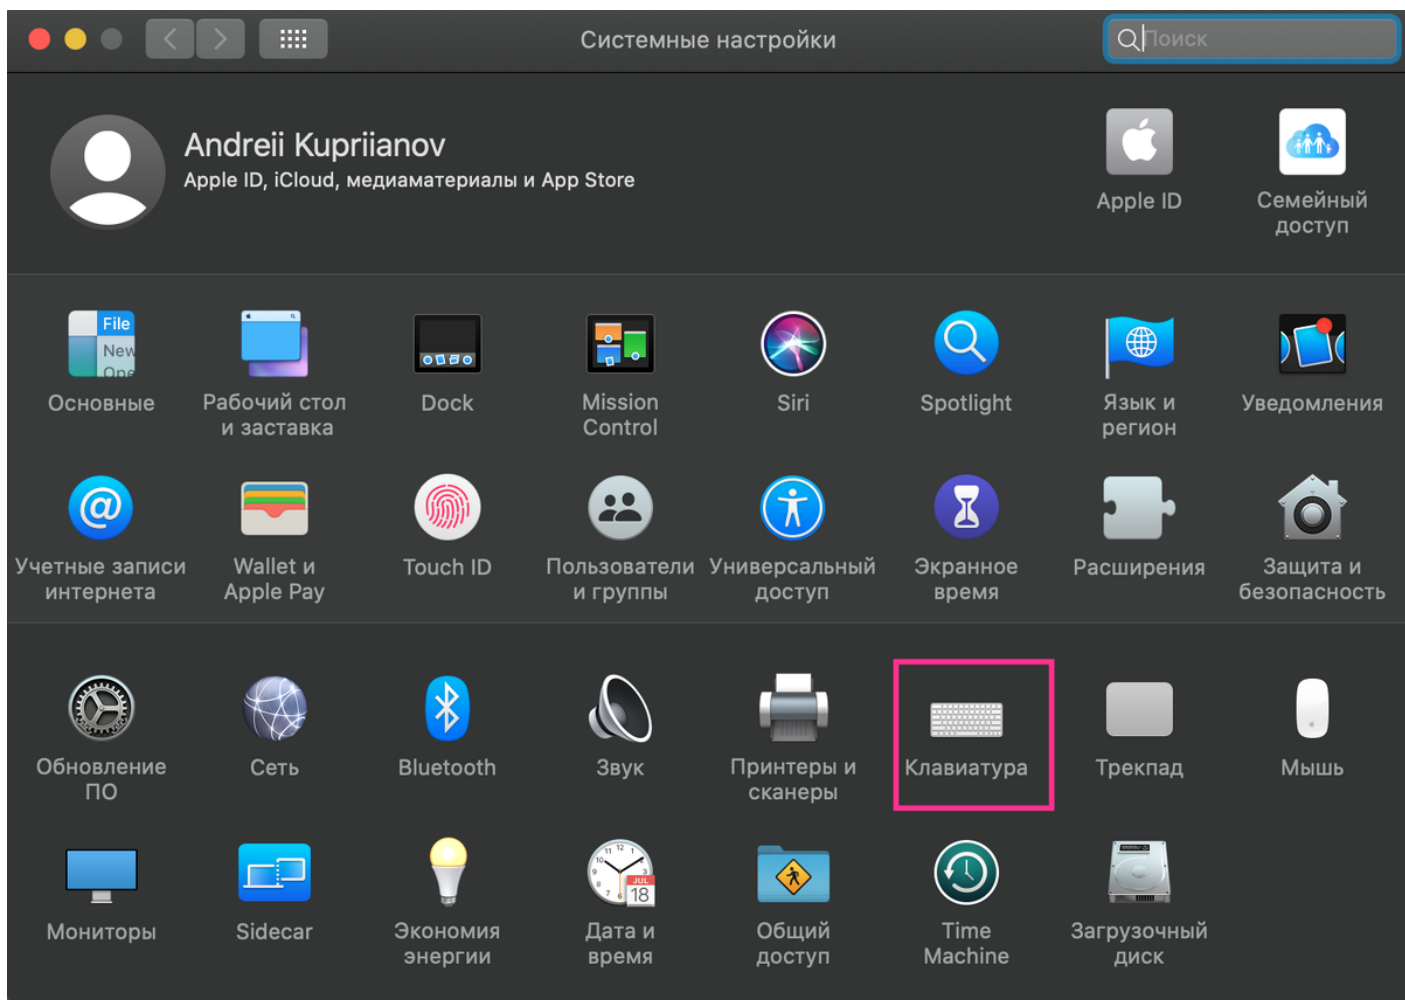 Системные настройки
Поиск
Andreii Kupriianov
Apple ID, iCloud, медиаматериалы и App Store
Apple ID
Семейный
доступ
File
New
Ope
Основные
Рабочий стол
и заставка
Dock
Mission
Control
Siri
Spotlight
Язык и
регион
Уведомления
Учетные записи
интернета
Wallet и
Apple Pay
Touch ID
Пользователи
и группы
Универсальный
доступ
Экранное
время
Расширения
Защита и
безопасность
Обновление
ПО
Сеть
Bluetooth
Звук
Принтеры и
сканеры
Клавиатура
Трекпад
Мышь
JUL
18
Мониторы
Sidecar
Экономия
энергии
Дата и
время
Общий
доступ
Time
Machine
Загрузочный
диск